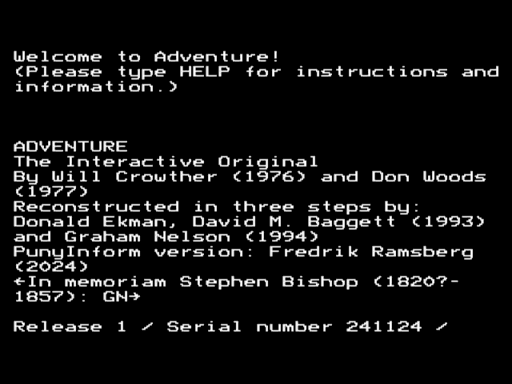 Welcome to Adventure!
(Please type HELP for instructions and
information.)
ADVENTURE
The Interactive Original
By Will Crowther (1976) and Don Woods
(1977)
Reconstructed in three steps by:
Donald Ekman, David M. Baggett (1993)
and Graham Nelson (1994)
PunyInform version: Fredrik Ramsberg
(2024)
←In memoriam Stephen Bishop (1820?-
1857): GN→
Release 1 / Serial number 241124 /